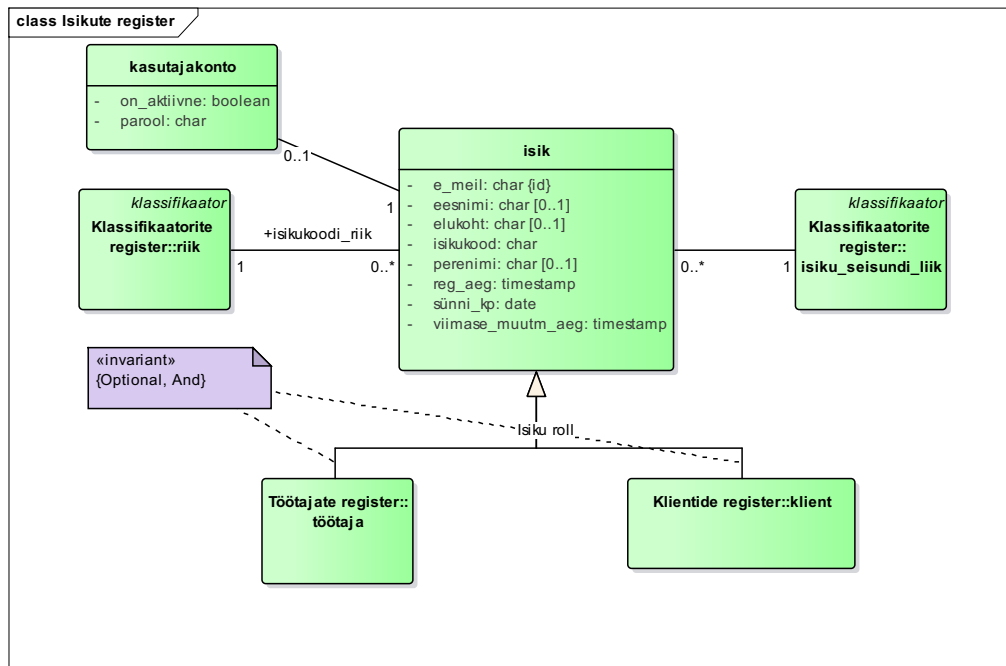 class Isikute register
kasutajakonto
- on_aktiivne: boolean
- parool: char
0..1
1
isik
- e_meil: char {id}
- eesnimi: char [0..1]
- elukoht: char [0..1]
- isikukood: char
- perenimi: char [0..1]
- reg_aeg: timestamp
- sünni_kp: date
- viimase_muutm_aeg: timestamp
klassifikaator
Klassifikaatorite
register::riik
+isikukoodi_riik
1
0..*
klassifikaator
Klassifikaatorite
register::
isiku_seisundi_liik
0..*
1
«invariant»
{Optional, And}
Isiku roll
Töötajate register::
töötaja
Klientide register::klient